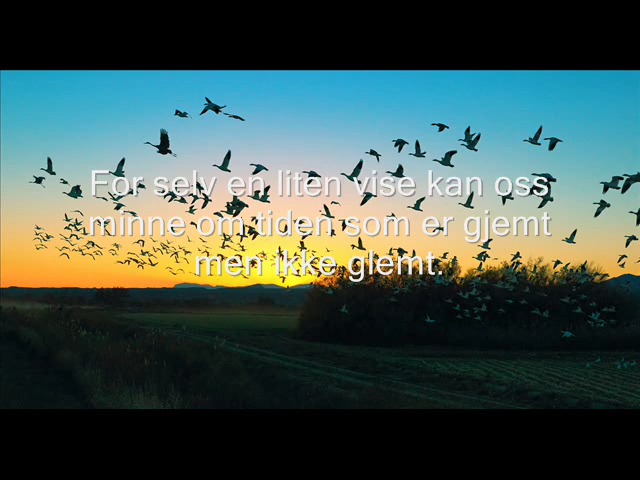 For selv en liten vise kan oss
minne om tiden som er gjemt
men ikke glemt.